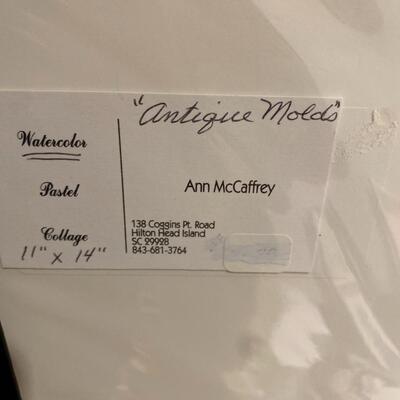 "Antique Molds"
Watercolor
Pastel
Ann McCaffrey
Collage
138 Coggins Pt. Road
Hilton Head Island
SC 29928
843-681-3764
11" x 14"